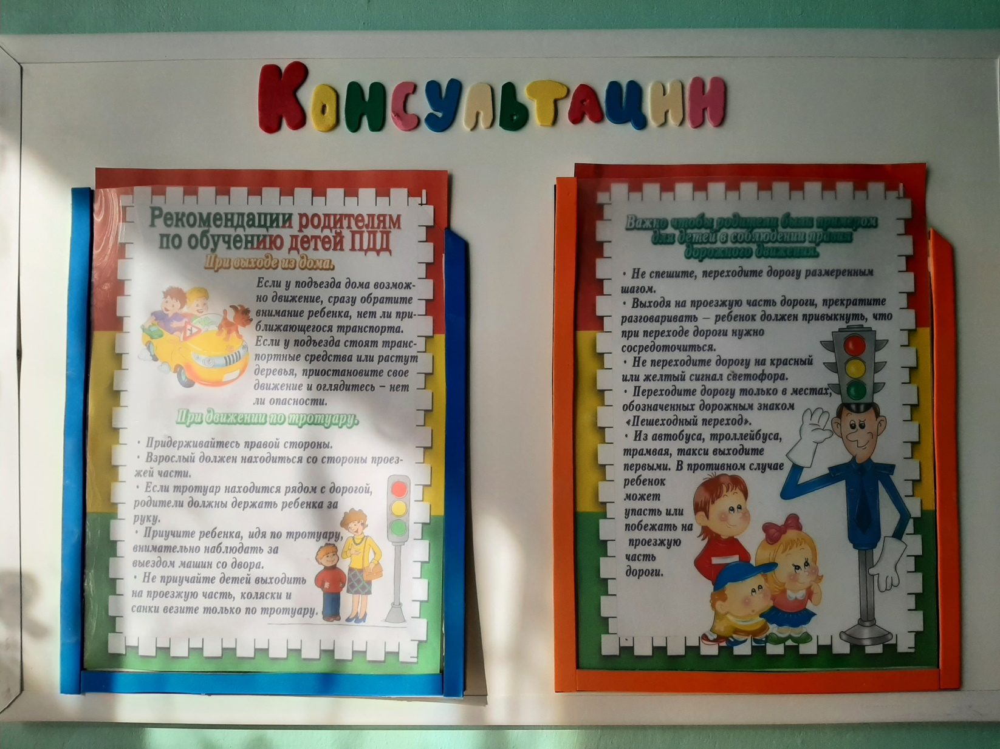 Консультации
Рекомендации родителям
по обучению детей ПДД
При выходе из дома.
Если у подъезда дома возмож-
но движение, сразу обратите
внимание ребенка, нет ли при-
ближающегося транспорта.
Если у подъезда стоят транс-
портные средства или растут
деревья, приостановите свое
движение и оглядитесь – нет
ли опасности.
При движении по тротуару.
• Придерживайтесь правой стороны.
• Взрослый должен находиться со стороны проез-
жей части.
• Если тротуар находится рядом с дорогой,
родители должны держать ребенка за
руку.
• Приучите ребенка, идя по тротуару,
внимательно наблюдать за
выездом машин со двора.
• Не приучайте детей выходить
на проезжую часть, коляски и
санки везите только по тротуару.
Важно чтобы родители были примером
для детей в соблюдении правил
дорожного движения.
• Не спешите, переходите дорогу размеренным
шагом.
• Выходя на проезжую часть дороги, прекратите
разговаривать – ребенок должен привыкнуть, что
при переходе дороги нужно
сосредоточиться.
• Не переходите дорогу на красный
или желтый сигнал светофора.
• Переходите дорогу только в местах,
обозначенных дорожным знаком
«Пешеходный переход».
• Из автобуса, троллейбуса,
трамвая, такси выходите
первыми. В противном случае
ребенок
может
упасть или
побежать на
проезжую
часть
дороги.